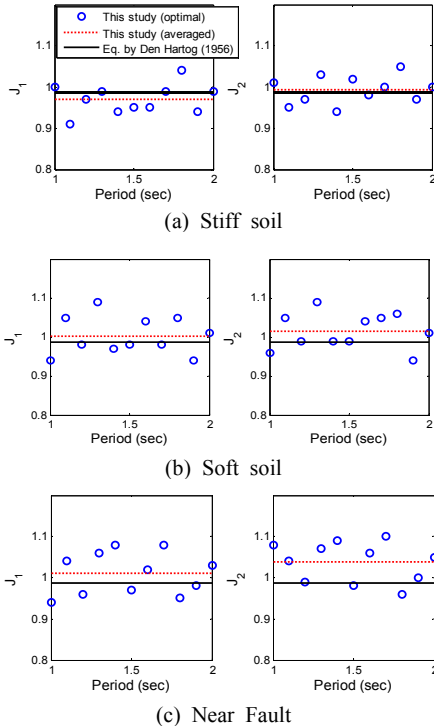 This study (optimal)
This study (averaged)
Eq. by Den Hartog (1956)
1.1
1
0.9
0.8
J1
1
1.5
2
Period (sec)
1.1
1
0.9
0.8
J2
1
1.5
2
Period (sec)
(a) Stiff soil
1.1
1
0.9
0.8
J1
1
1.5
2
Period (sec)
1.1
1
0.9
0.8
J2
1
1.5
2
Period (sec)
(b) Soft soil
1.1
1
0.9
0.8
J1
1
1.5
2
Period (sec)
1.1
1
0.9
0.8
J2
1
1.5
2
Period (sec)
(c) Near Fault